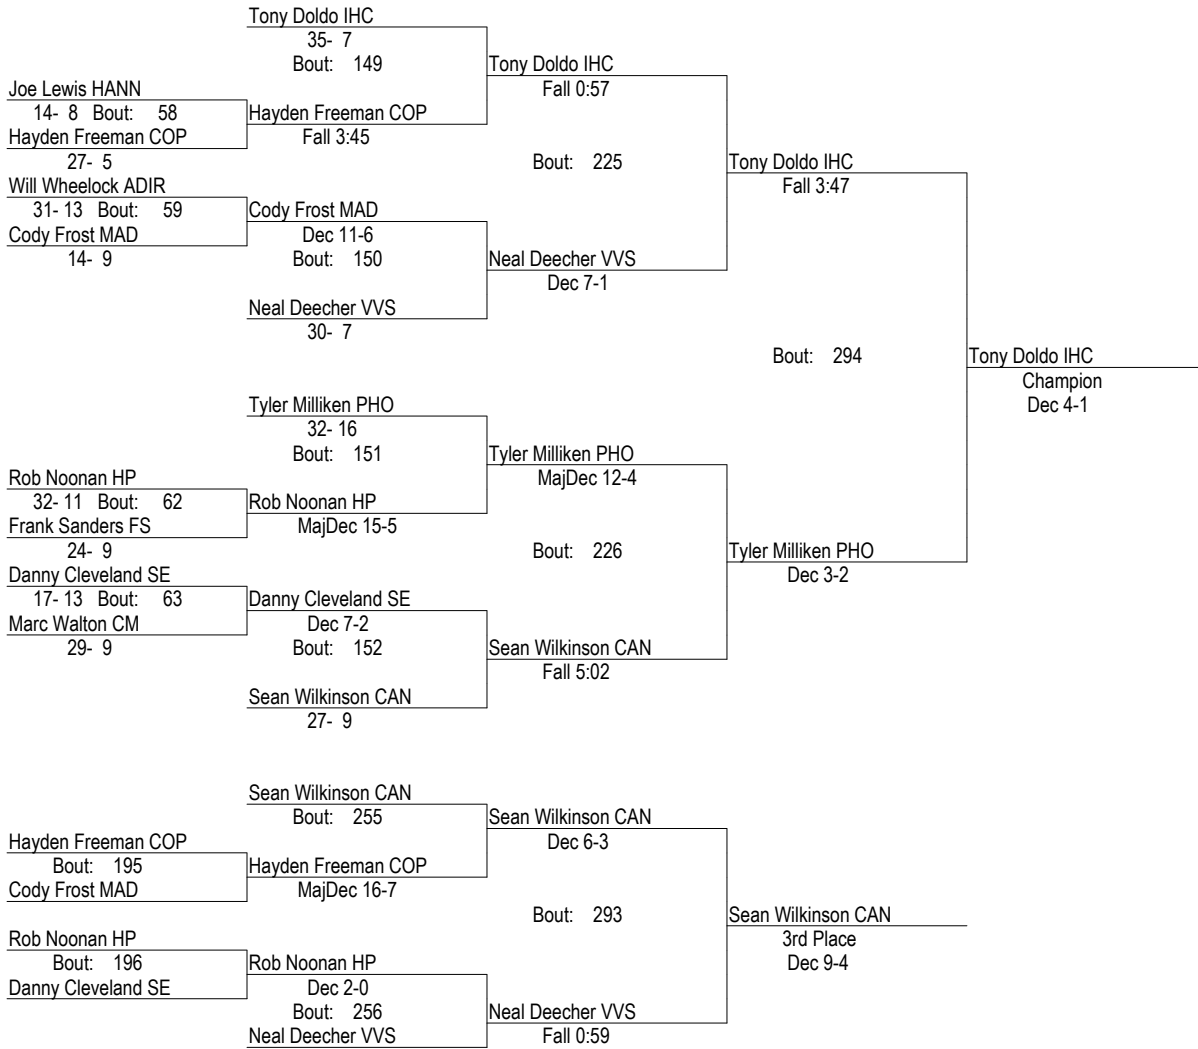 Tony Doldo IHC
35- 7
Bout: 149
Tony Doldo IHC
Fall 0:57
Joe Lewis HANN
14- 8 Bout: 58
Hayden Freeman COP
Hayden Freeman COP
Fall 3:45
27- 5
Bout: 225
Tony Doldo IHC
Fall 3:47
Will Wheelock ADIR
31- 13 Bout: 59
Cody Frost MAD
Cody Frost MAD
Dec 11-6
14- 9
Bout: 150
Neal Deecher VVS
Dec 7-1
Neal Deecher VVS
30- 7
Bout: 294
Tony Doldo IHC
Champion
Dec 4-1
Tyler Milliken PHO
32- 16
Bout: 151
Tyler Milliken PHO
MajDec 12-4
Rob Noonan HP
32- 11 Bout: 62
Rob Noonan HP
Frank Sanders FS
MajDec 15-5
24- 9
Bout: 226
Tyler Milliken PHO
Dec 3-2
Danny Cleveland SE
17- 13 Bout: 63
Danny Cleveland SE
Marc Walton CM
Dec 7-2
29- 9
Bout: 152
Sean Wilkinson CAN
Fall 5:02
Sean Wilkinson CAN
27- 9
Sean Wilkinson CAN
Bout: 255
Sean Wilkinson CAN
Dec 6-3
Hayden Freeman COP
Bout: 195
Hayden Freeman COP
Cody Frost MAD
MajDec 16-7
Bout: 293
Sean Wilkinson CAN
3rd Place
Dec 9-4
Rob Noonan HP
Bout: 196
Rob Noonan HP
Danny Cleveland SE
Dec 2-0
Bout: 256
Neal Deecher VVS
Neal Deecher VVS
Fall 0:59